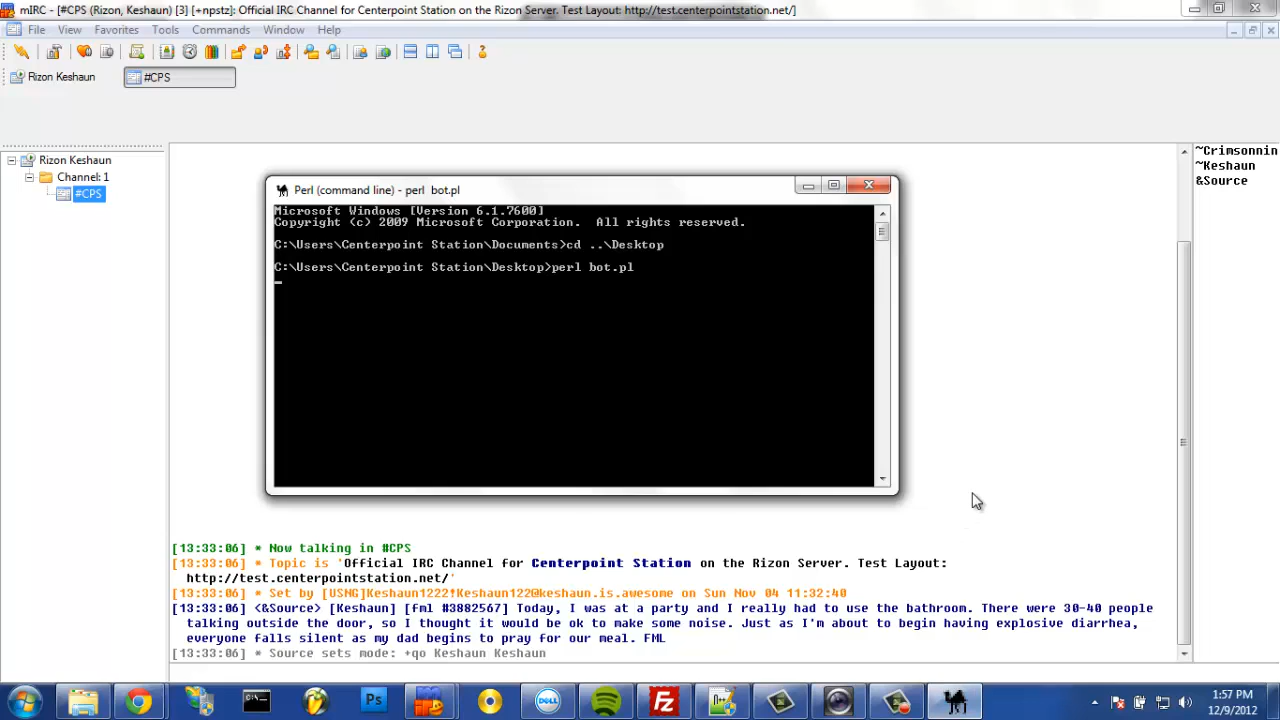 mIRC - [#CPS (Rizon, Keshaun) [3] [+npstz]: Official IRC Channel for Centerpoint Station on the Rizon Server. Test Layout: http://test.centerpointstation.net/]
File View Favorites Tools Commands Window Help
Rizon Keshaun #CPS
Rizon Keshaun
Channel: 1
#CPS
~Crimsonnin
~Keshaun
&Source
Perl (command line) - perl bot.pl
Microsoft Windows [Version 6.1.7600]
Copyright (c) 2009 Microsoft Corporation. All rights reserved.
C:\Users\Centerpoint Station\Documents>cd ..\Desktop
C:\Users\Centerpoint Station\Desktop>perl bot.pl
[13:33:06] * Now talking in #CPS
[13:33:06] * Topic is 'Official IRC Channel for Centerpoint Station on the Rizon Server. Test Layout:
http://test.centerpointstation.net/'
[13:33:06] * Set by [USNG]Keshaun1222!Keshaun122@keshaun.is.awesome on Sun Nov 04 11:32:40
[13:33:06] <&Source> [Keshaun] [fml #3882567] Today, I was at a party and I really had to use the bathroom. There were 30-40 people
talking outside the door, so I thought it would be ok to make some noise. Just as I'm about to begin having explosive diarrhea,
everyone falls silent as my dad begins to pray for our meal. FML
[13:33:06] * Source sets mode: +qo Keshaun Keshaun
C:\
Ps
DELL
Fz
1:57 PM
12/9/2012